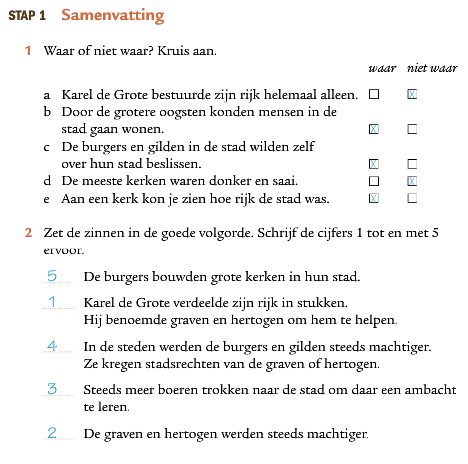 STAP 1 Samenvatting
1 Waar of niet waar? Kruis aan.
waar niet waar
a Karel de Grote bestuurde zijn rijk helemaal alleen. ☐ ☒
b Door de grotere oogsten konden mensen in de
stad gaan wonen. ☒ ☐
c De burgers en gilden in de stad wilden zelf
over hun stad beslissen. ☒ ☐
d De meeste kerken waren donker en saai. ☐ ☒
e Aan een kerk kon je zien hoe rijk de stad was. ☒ ☐
2 Zet de zinnen in de goede volgorde. Schrijf de cijfers 1 tot en met 5
ervoor.
5 De burgers bouwden grote kerken in hun stad.
1 Karel de Grote verdeelde zijn rijk in stukken.
Hij benoemde graven en hertogen om hem te helpen.
4 In de steden werden de burgers en gilden steeds machtiger.
Ze kregen stadsrechten van de graven of hertogen.
3 Steeds meer boeren trokken naar de stad om daar een ambacht
te leren.
2 De graven en hertogen werden steeds machtiger.